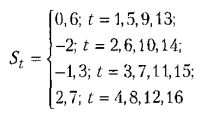 0,6; t = 1,5,9,13;
−2; t = 2,6,10,14;
S_t =
−1,3; t = 3,7,11,15;
2,7; t = 4,8,12,16